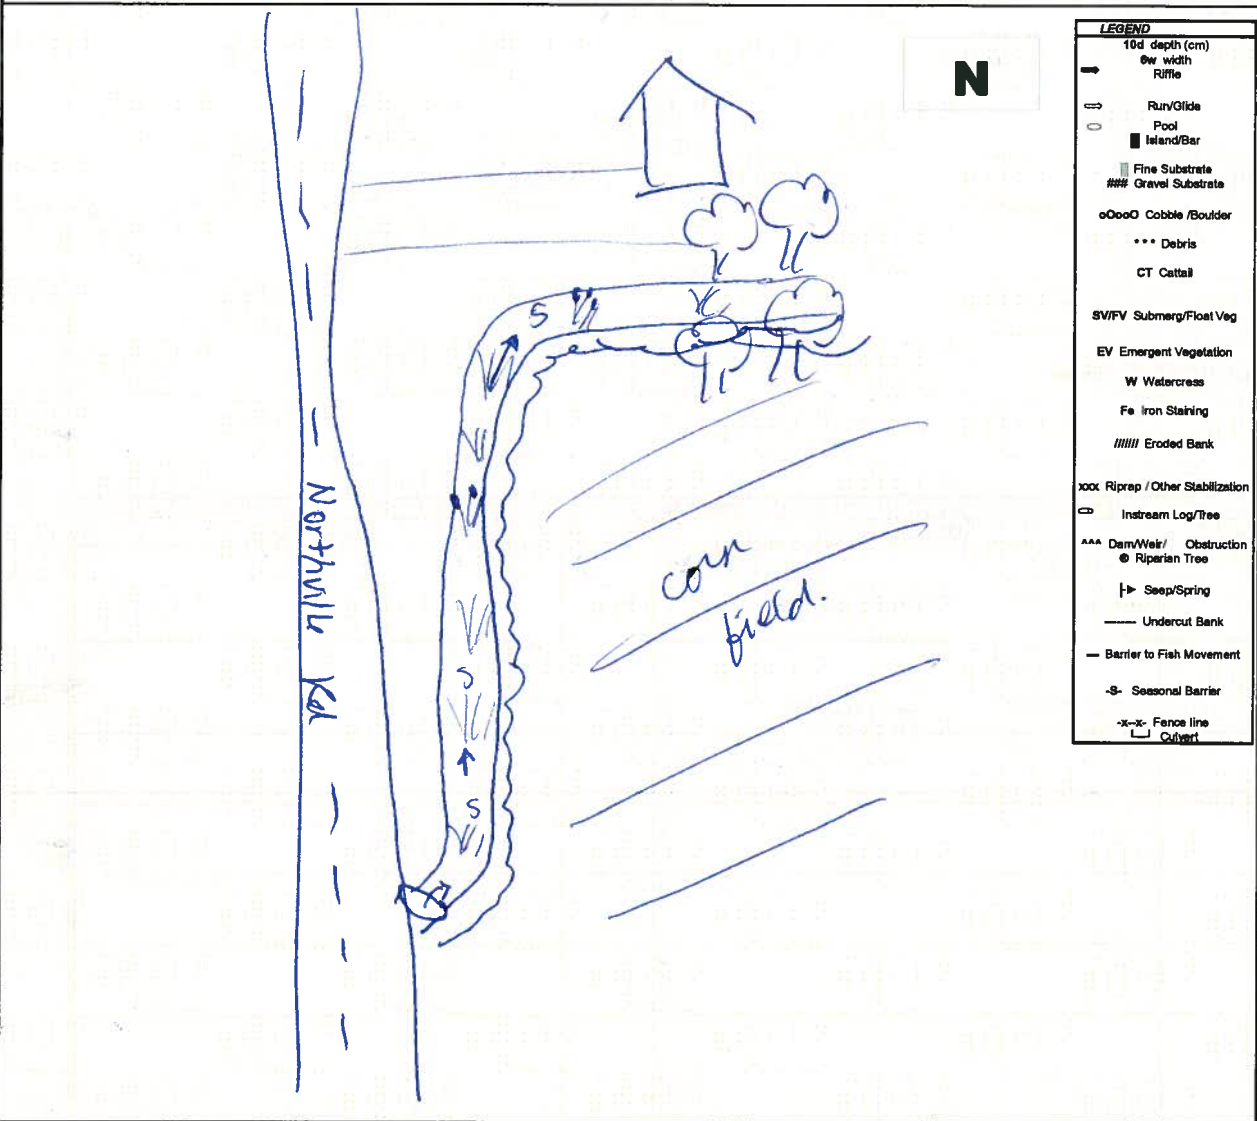 N
LEGEND
10d depth (cm)
6w width
Riffle
Run/Glide
Pool
Island/Bar
Fine Substrate
### Gravel Substrate
oOooO Cobble /Boulder
*** Debris
CT Cattail
SV/FV Submerg/Float Veg
EV Emergent Vegetation
W Watercress
Fe Iron Staining
/////// Eroded Bank
xxx Riprap / Other Stabilization
Instream Log/Tree
^^^ Dam/Weir/ Obstruction
Riparian Tree
Seep/Spring
Undercut Bank
Barrier to Fish Movement
-S- Seasonal Barrier
-x--x- Fence line
Culvert
S
Northville Rd
corn
field.
S
S